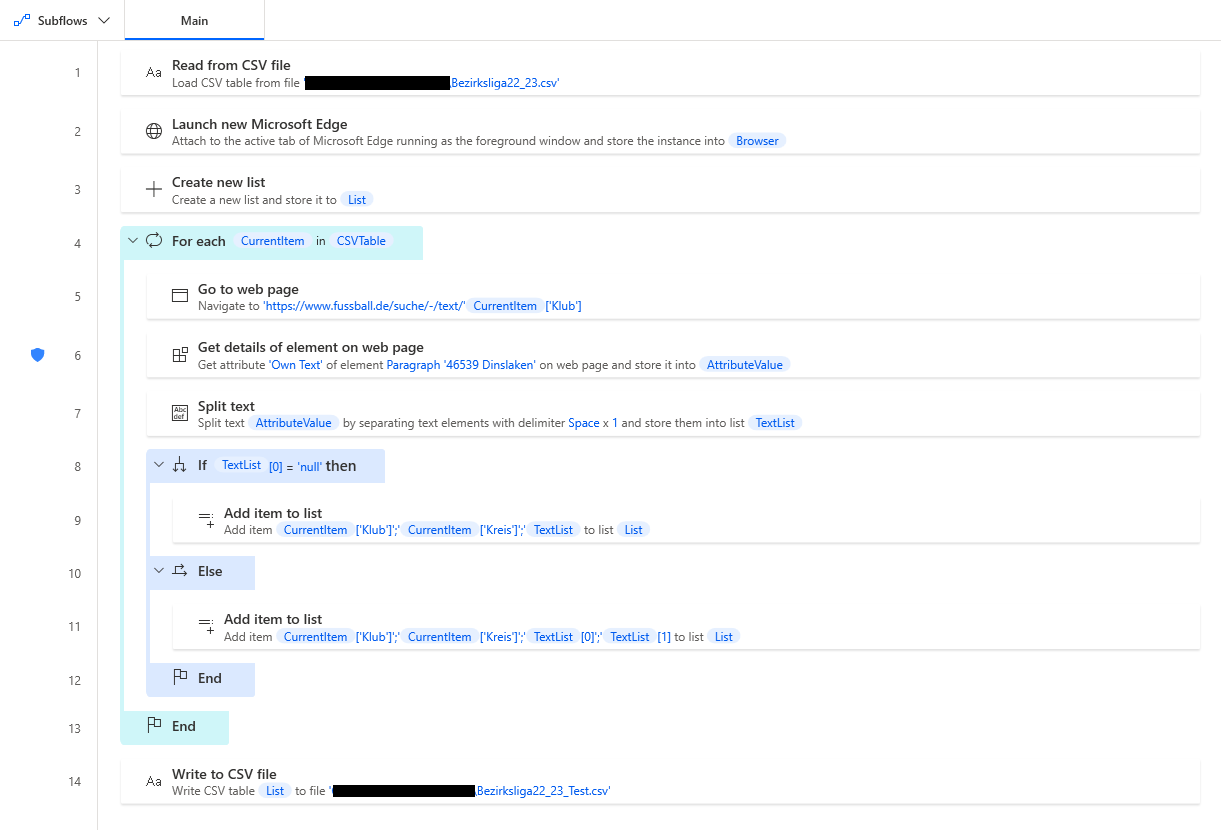 Subflows
Main
1
Aa
Read from CSV file
Load CSV table from file '\Bezirksliga22_23.csv'
2
Launch new Microsoft Edge
Attach to the active tab of Microsoft Edge running as the foreground window and store the instance into Browser
3
Create new list
Create a new list and store it to List
4
For each CurrentItem in CSVTable
5
Go to web page
Navigate to 'https://www.fussball.de/suche/-/text/' CurrentItem ['Klub']
6
Get details of element on web page
Get attribute 'Own Text' of element Paragraph '46539 Dinslaken' on web page and store it into AttributeValue
7
Abc
def
Split text
Split text AttributeValue by separating text elements with delimiter Space x 1 and store them into list TextList
8
If TextList [0] = 'null' then
9
Add item to list
Add item CurrentItem ['Klub']';' CurrentItem ['Kreis']';' TextList to list List
10
Else
11
Add item to list
Add item CurrentItem ['Klub']';' CurrentItem ['Kreis']';' TextList [0]';' TextList [1] to list List
12
End
13
End
14
Aa
Write to CSV file
Write CSV table List to file '\Bezirksliga22_23_Test.csv'